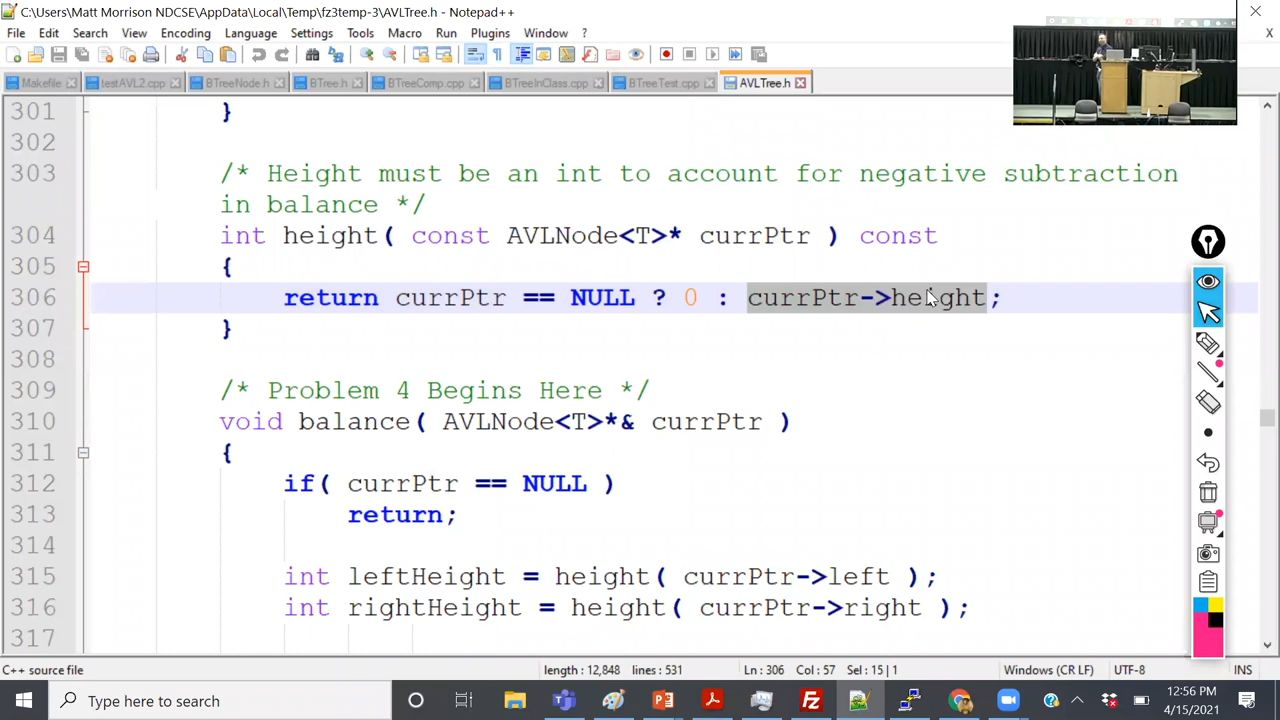 C:\Users\Matt Morrison NDCSE\AppData\Local\Temp\fz3temp-3\AVLTree.h - Notepad++
File Edit Search View Encoding Language Settings Tools Macro Run Plugins Window ? X
Makefile testAVL2.cpp BTreeNode.h BTree.h BTreeComp.cpp BTreeInClass.cpp BTreeTest.cpp AVLTree.h
301 }
302
303 /* Height must be an int to account for negative subtraction
in balance */
304 int height( const AVLNode<T>* currPtr ) const
305 {
306 return currPtr == NULL ? 0 : currPtr->height;
307 }
308
309 /* Problem 4 Begins Here */
310 void balance( AVLNode<T>*& currPtr )
311 {
312 if( currPtr == NULL )
313 return;
314
315 int leftHeight = height( currPtr->left );
316 int rightHeight = height( currPtr->right );
317
C++ source file length : 12,848 lines : 531 Ln : 306 Col : 57 Sel : 15 | 1 Windows (CR LF) UTF-8 INS
Type here to search 12:56 PM
4/15/2021